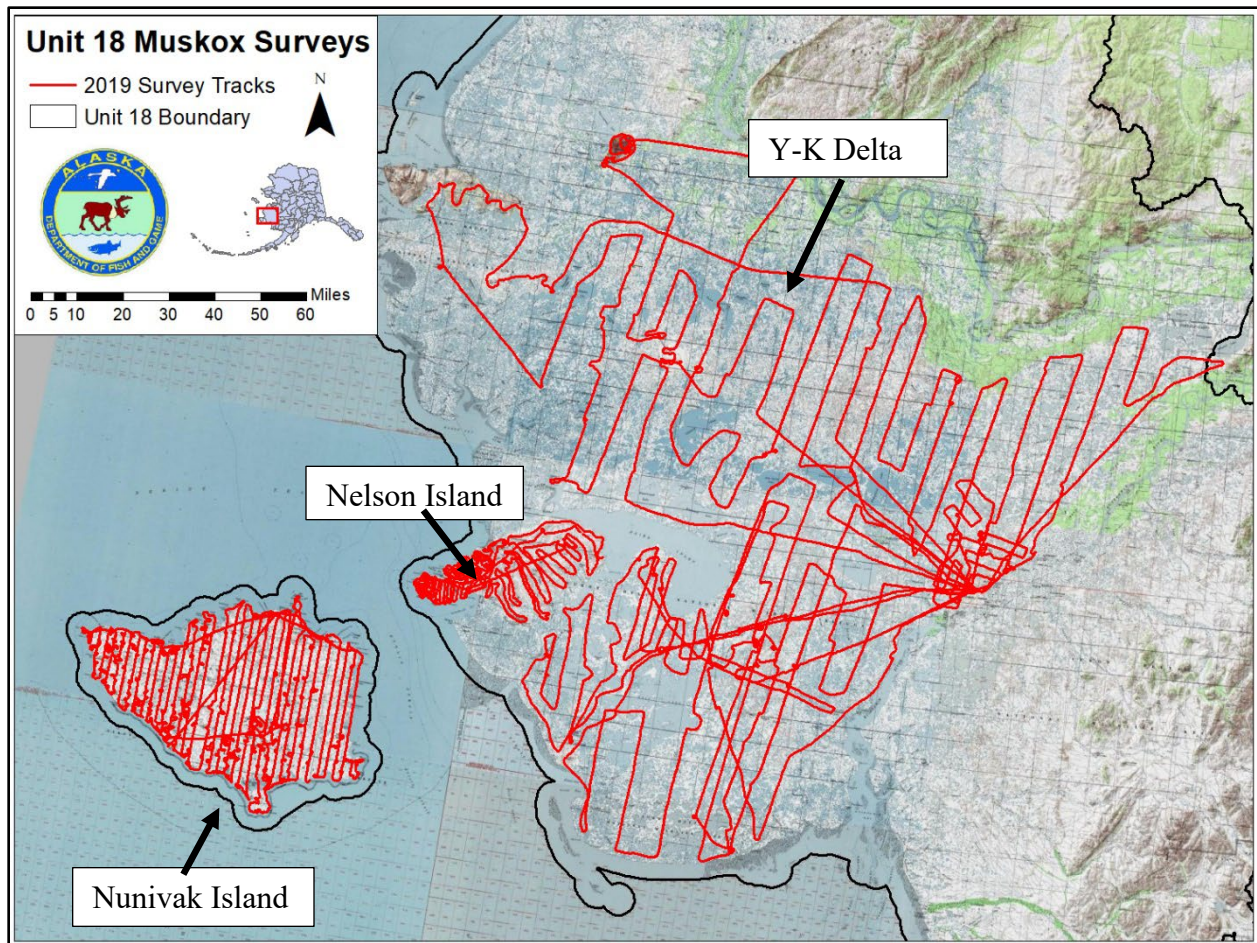 Unit 18 Muskox Surveys
2019 Survey Tracks
Unit 18 Boundary
N
ALASKA
DEPARTMENT OF FISH AND GAME
Miles
0 5 10 20 30 40 50 60
Y-K Delta
Nelson Island
Nunivak Island